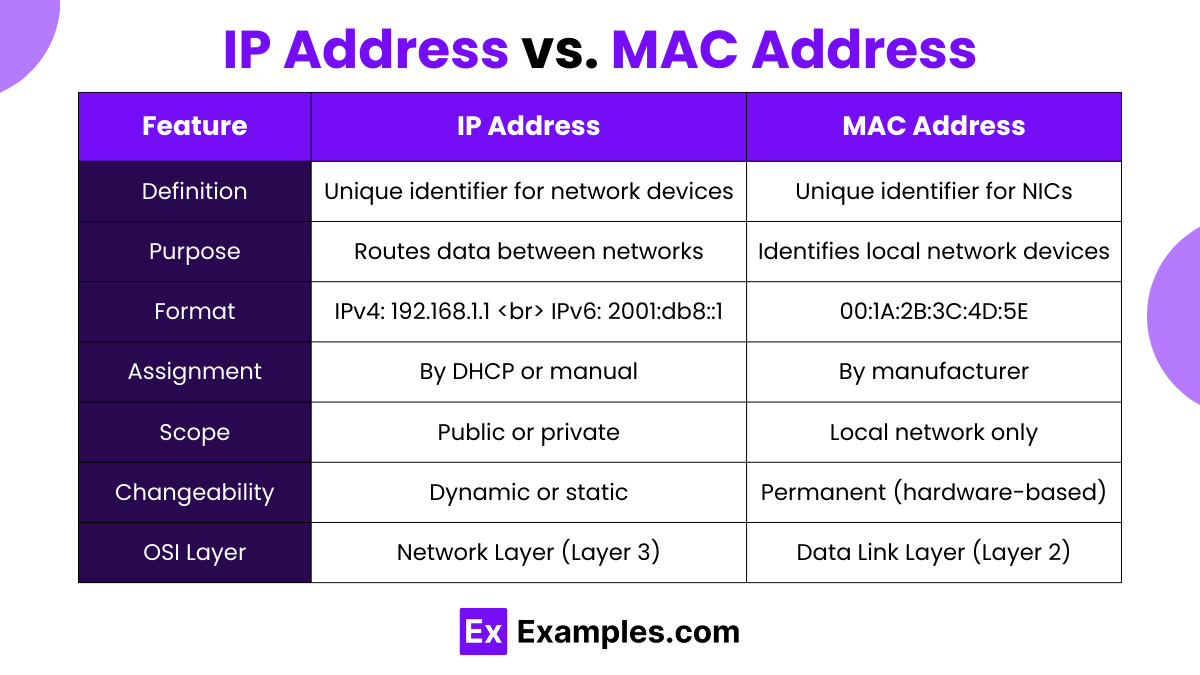 IP Address vs. MAC Address
Feature IP Address MAC Address
Definition Unique identifier for network devices Unique identifier for NICs
Purpose Routes data between networks Identifies local network devices
Format IPv4: 192.168.1.1 <br> IPv6: 2001:db8::1 00:1A:2B:3C:4D:5E
Assignment By DHCP or manual By manufacturer
Scope Public or private Local network only
Changeability Dynamic or static Permanent (hardware-based)
OSI Layer Network Layer (Layer 3) Data Link Layer (Layer 2)
Ex Examples.com